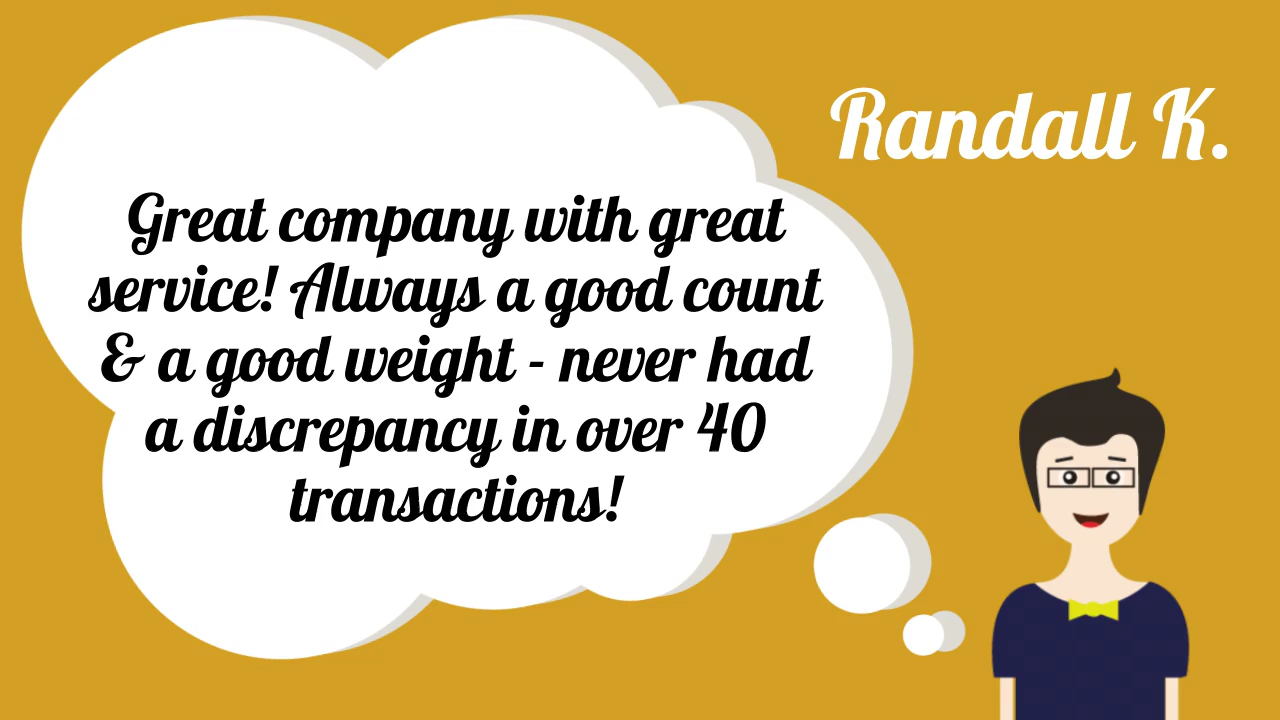 Randall K.
Great company with great
service! Always a good count
& a good weight - never had
a discrepancy in over 40
transactions!